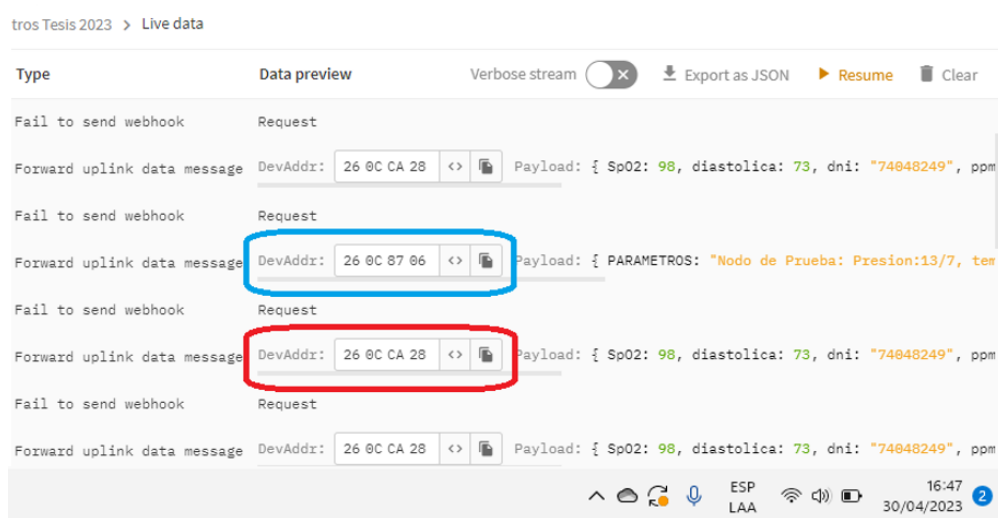 tros Tesis 2023 > Live data
Type Data preview Verbose stream Export as JSON Resume Clear
Fail to send webhook Request
Forward uplink data message DevAddr: 26 0C CA 28 <> Payload: { SpO2: 98, diastolica: 73, dni: "74048249", ppm
Fail to send webhook Request
Forward uplink data message DevAddr: 26 0C 87 06 <> Payload: { PARAMETROS: "Nodo de Prueba: Presion:13/7, tem
Fail to send webhook Request
Forward uplink data message DevAddr: 26 0C CA 28 <> Payload: { SpO2: 98, diastolica: 73, dni: "74048249", ppm
Fail to send webhook Request
Forward uplink data message DevAddr: 26 0C CA 28 <> Payload: { SpO2: 98, diastolica: 73, dni: "74048249", ppm
ESP 16:47
LAA 30/04/2023 2